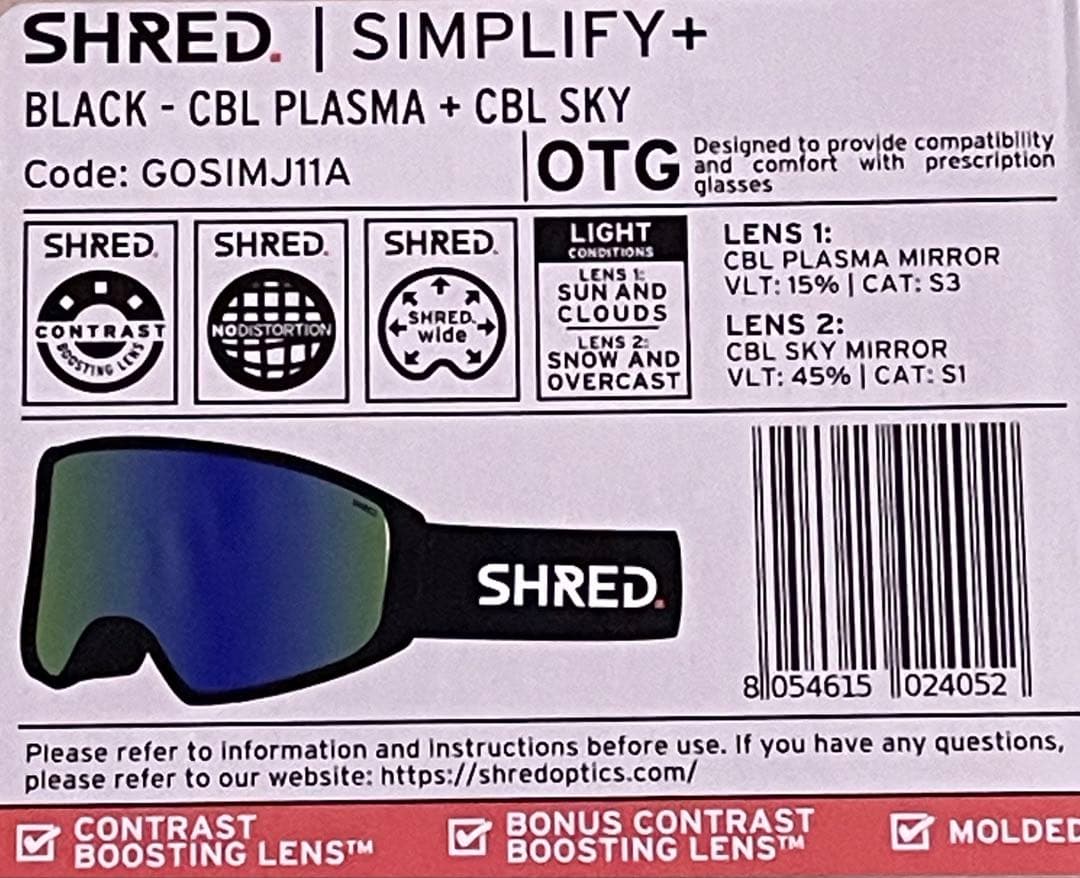 SHRED. | SIMPLIFY+
BLACK - CBL PLASMA + CBL SKY
Code: GOSIMJ11A
OTG
Designed to provide compatibility
and comfort with prescription
glasses
SHRED.
CONTRAST
BOOSTING LENS
SHRED.
NODISTORTION
SHRED.
SHRED.
wide
LIGHT
CONDITIONS
LENS 1:
SUN AND
CLOUDS
LENS 2:
SNOW AND
OVERCAST
LENS 1:
CBL PLASMA MIRROR
VLT: 15% | CAT: S3
LENS 2:
CBL SKY MIRROR
VLT: 45% | CAT: S1
SHRED.
SHRED.
8 054615 024052
Please refer to information and instructions before use. If you have any questions,
please refer to our website: https://shredoptics.com/
CONTRAST
BOOSTING LENS™
BONUS CONTRAST
BOOSTING LENS™
MOLDED